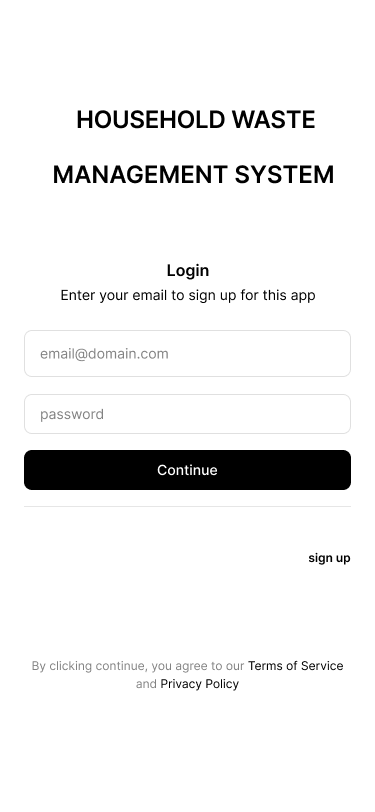 HOUSEHOLD WASTE
MANAGEMENT SYSTEM
Login
Enter your email to sign up for this app
email@domain.com
password
Continue
sign up
By clicking continue, you agree to our Terms of Service
and Privacy Policy